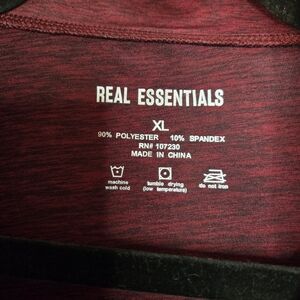 REAL ESSENTIALS
XL
90% POLYESTER 10% SPANDEX
RN# 107230
MADE IN CHINA
machine tumble drying do not iron
wash cold (low temperature)